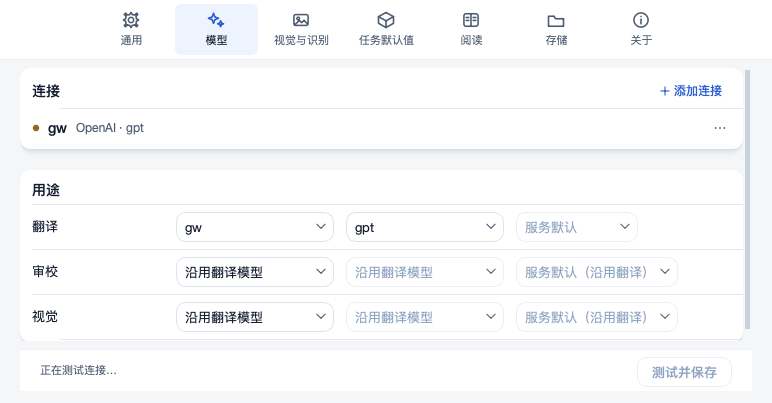 通用 模型 视觉与识别 任务默认值 阅读 存储 关于
连接 + 添加连接
gw OpenAI · gpt ···
用途
翻译 gw gpt 服务默认
审校 沿用翻译模型 沿用翻译模型 服务默认（沿用翻译）
视觉 沿用翻译模型 沿用翻译模型 服务默认（沿用翻译）
正在测试连接... 测试并保存